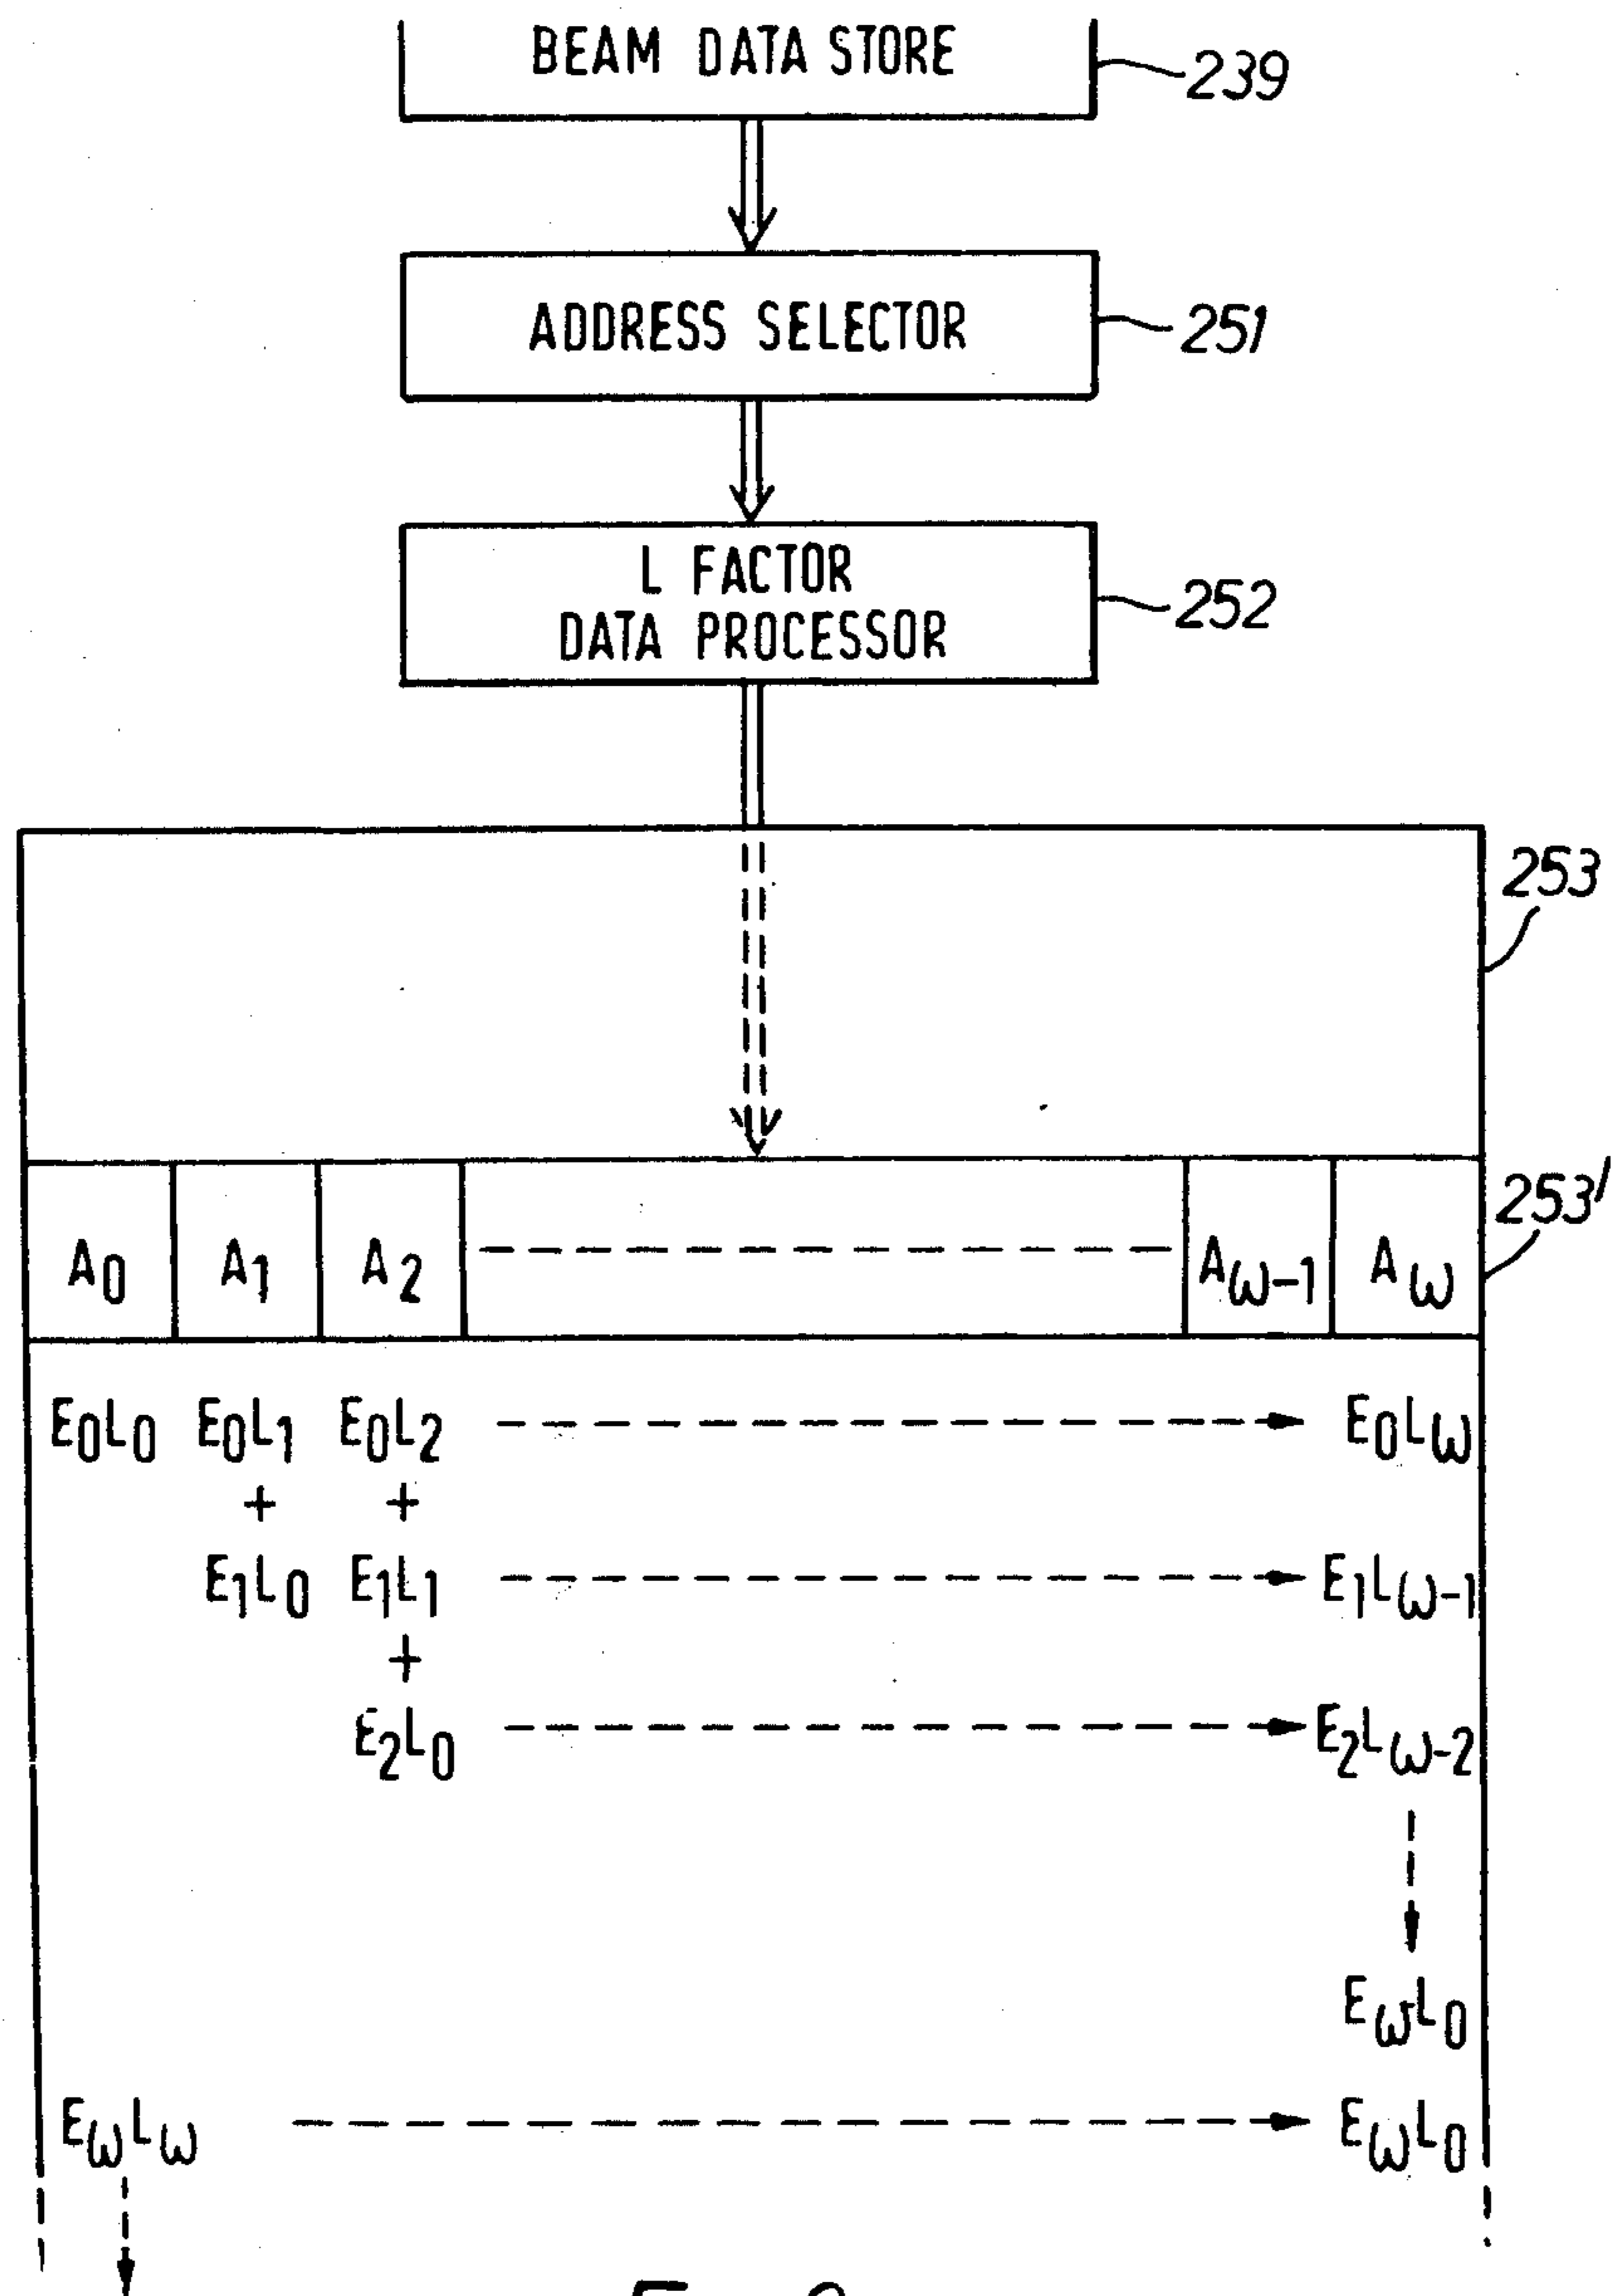 BEAM DATA STORE
239
ADDRESS SELECTOR
251
L FACTOR
DATA PROCESSOR
252
253
253'
A₀ A₁ A₂ Aω-1 Aω
E₀L₀ E₀L₁ E₀L₂ E₀Lω
+ +
E₁L₀ E₁L₁ E₁Lω-1
+
E₂L₀ E₂Lω-2
EωL₀
EωLω EωL₀